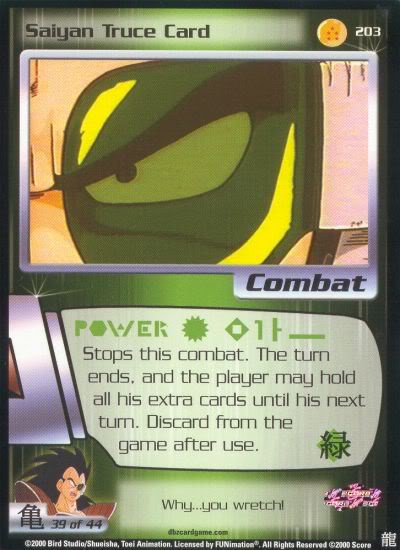 Saiyan Truce Card
203
Combat
POWER
Stops this combat. The turn
ends, and the player may hold
all his extra cards until his next
turn. Discard from the
game after use.
緑
Why...you wretch!
亀 39 of 44
dbzcardgame.com
©2000 Bird Studio/Shueisha, Toei Animation. Licensed by FUNimation®. All Rights Reserved ©2000 Score
龍